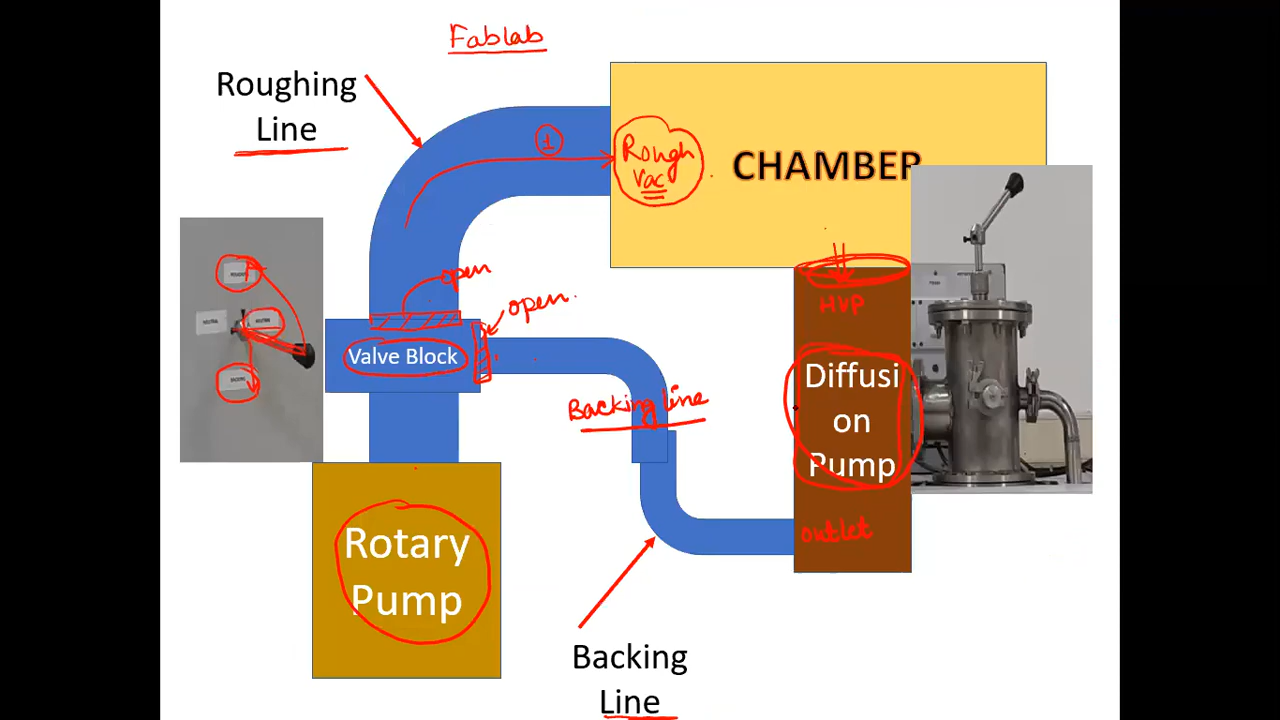 Fablab
Roughing
Line
1
Rough
Vac
CHAMBER
open
open
NEUTRAL
Valve Block
HVP
Backing line
Diffusi
on
Pump
Rotary
Pump
outlet
Backing
Line